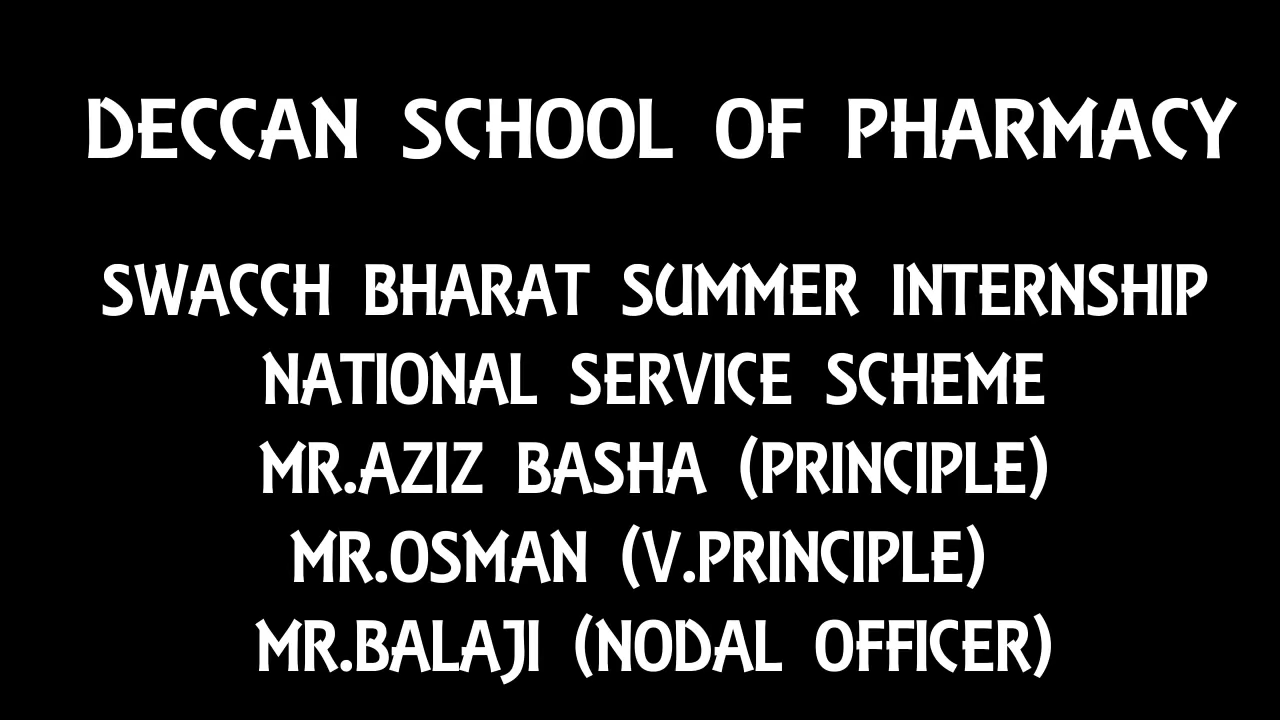 DECCAN SCHOOL OF PHARMACY
SWACCH BHARAT SUMMER INTERNSHIP
NATIONAL SERVICE SCHEME
MR.AZIZ BASHA (PRINCIPLE)
MR.OSMAN (V.PRINCIPLE)
MR.BALAJI (NODAL OFFICER)